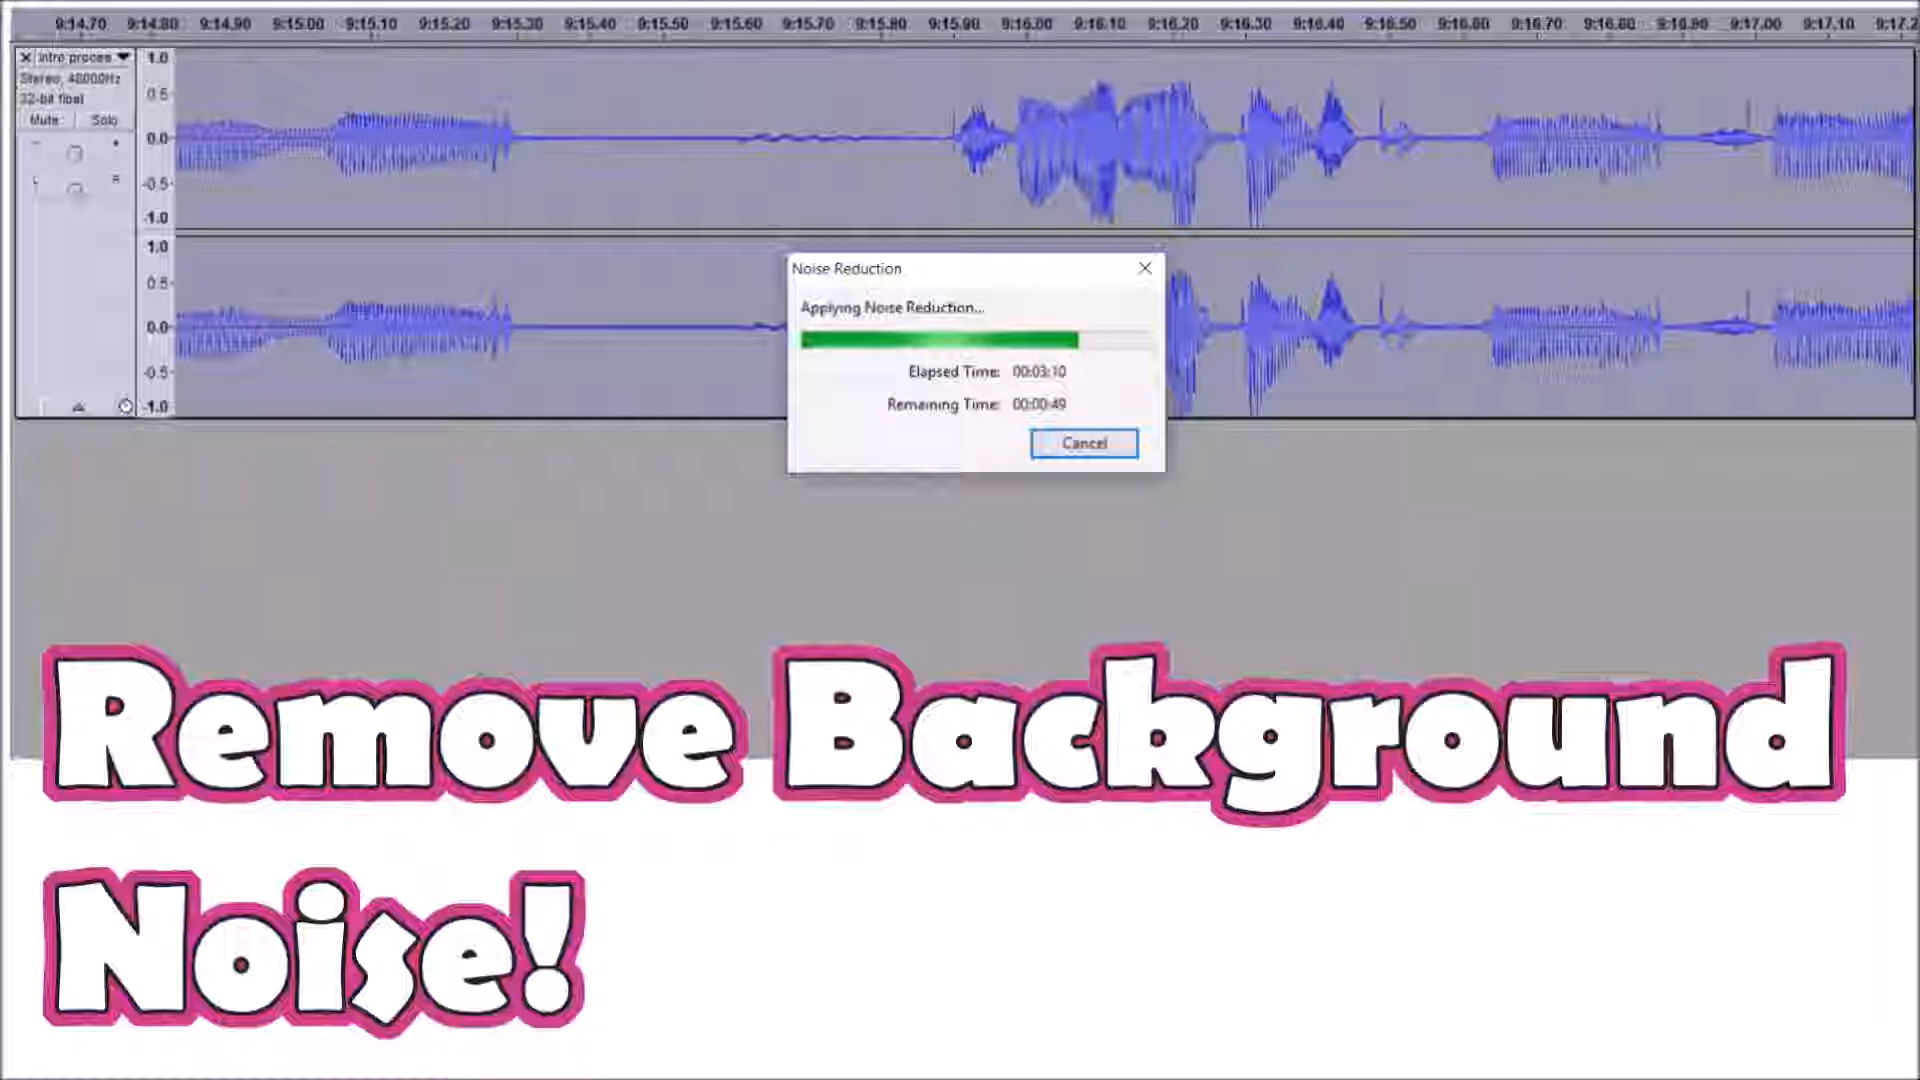 9:14.70 9:14.80 9:14.90 9:15.00 9:15.10 9:15.20 9:15.30 9:15.40 9:15.50 9:15.60 9:15.70 9:15.80 9:15.90 9:16.00 9:16.10 9:16.20 9:16.30 9:16.40 9:16.50 9:16.60 9:16.70 9:16.80 9:16.90 9:17.00 9:17.10 9:17.2
X intro proces
Stereo, 48000Hz
32-bit float
Mute Solo
- +
L R
1.0
0.5
0.0
-0.5
-1.0
1.0
0.5
0.0
-0.5
-1.0
Noise Reduction
Applying Noise Reduction...
Elapsed Time: 00:03:10
Remaining Time: 00:00:49
Cancel
Remove Background
Noise!